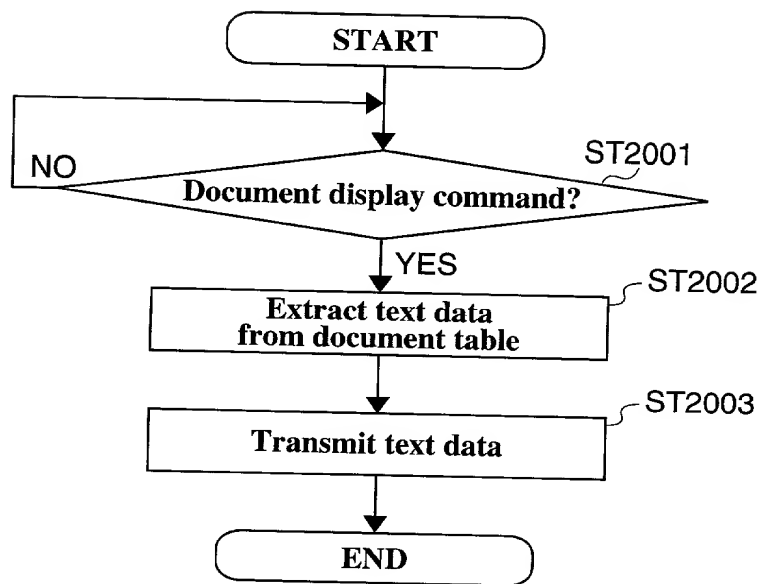 START
ST2001
NO
Document display command?
YES
ST2002
Extract text data
from document table
ST2003
Transmit text data
END